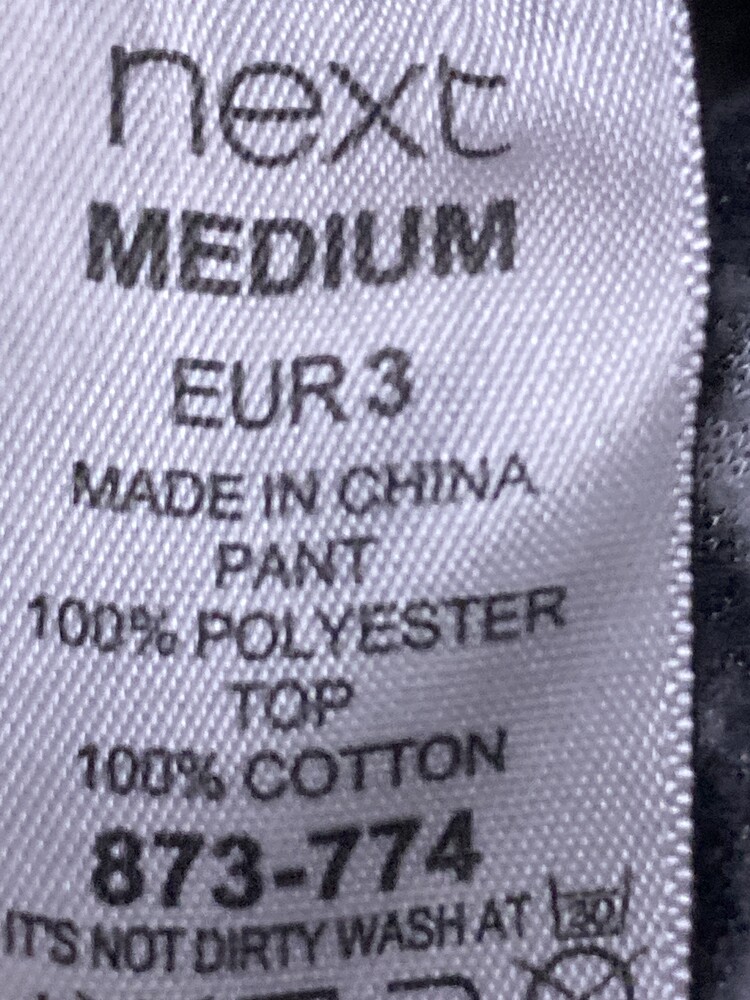 next
MEDIUM
EUR 3
MADE IN CHINA
PANT
100% POLYESTER
TOP
100% COTTON
873-774
IT'S NOT DIRTY WASH AT 30